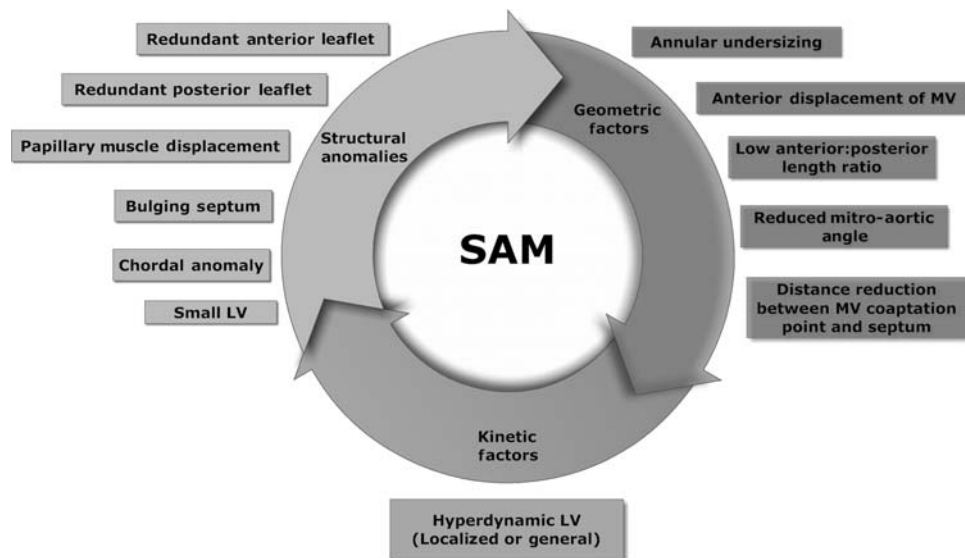 Redundant anterior leaflet
Redundant posterior leaflet
Papillary muscle displacement
Bulging septum
Chordal anomaly
Small LV
Structural
anomalies
SAM
Geometric
factors
Annular undersizing
Anterior displacement of MV
Low anterior:posterior
length ratio
Reduced mitro-aortic
angle
Distance reduction
between MV coaptation
point and septum
Kinetic
factors
Hyperdynamic LV
(Localized or general)